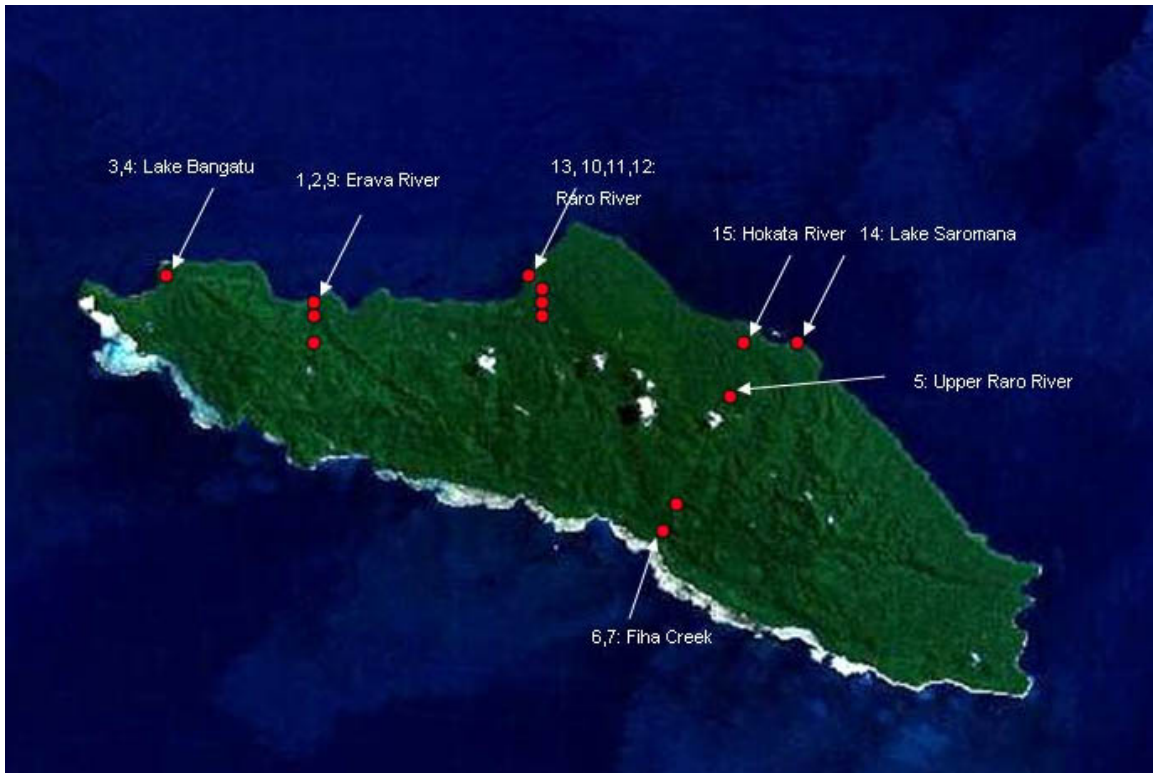 3,4: Lake Bangatu
1,2,9: Erava River
13, 10,11,12:
Raro River
15: Hokata River
14: Lake Saromana
5: Upper Raro River
6,7: Fiha Creek